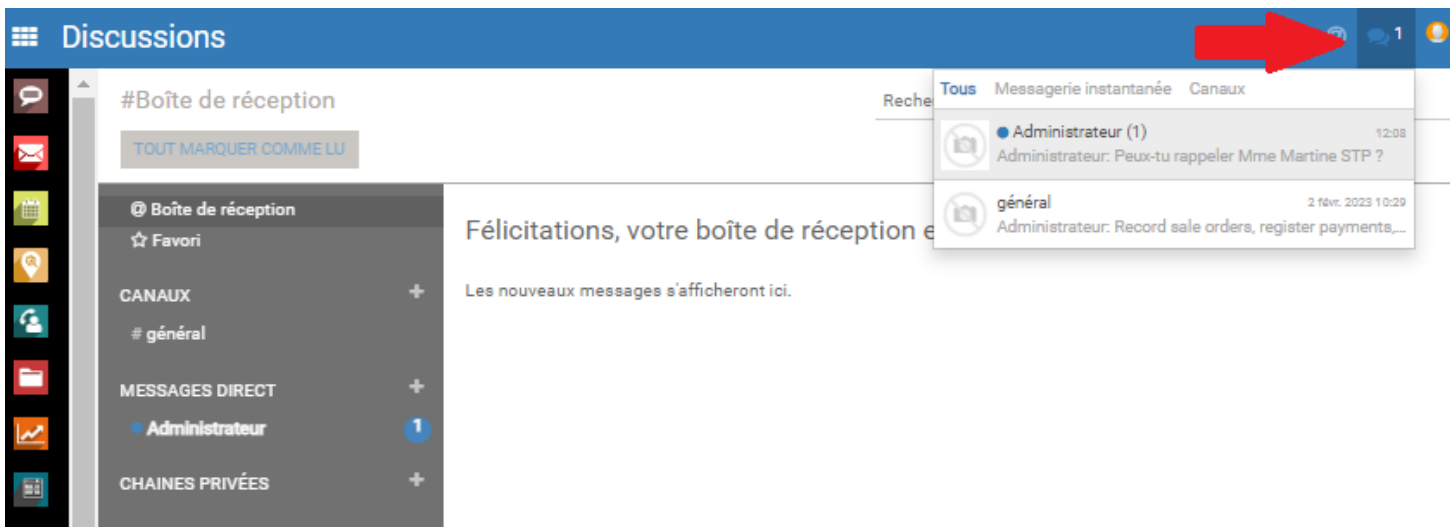 Discussions
@ 1
#Boîte de réception
Reche
TOUT MARQUER COMME LU
Tous Messagerie instantanée Canaux
Administrateur (1) 12:08
Administrateur: Peux-tu rappeler Mme Martine STP ?
général 2 févr. 2023 10:29
Administrateur: Record sale orders, register payments,...
@ Boîte de réception
Favori
CANAUX +
# général
MESSAGES DIRECT +
Administrateur 1
CHAINES PRIVÉES +
Félicitations, votre boîte de réception e
Les nouveaux messages s'afficheront ici.